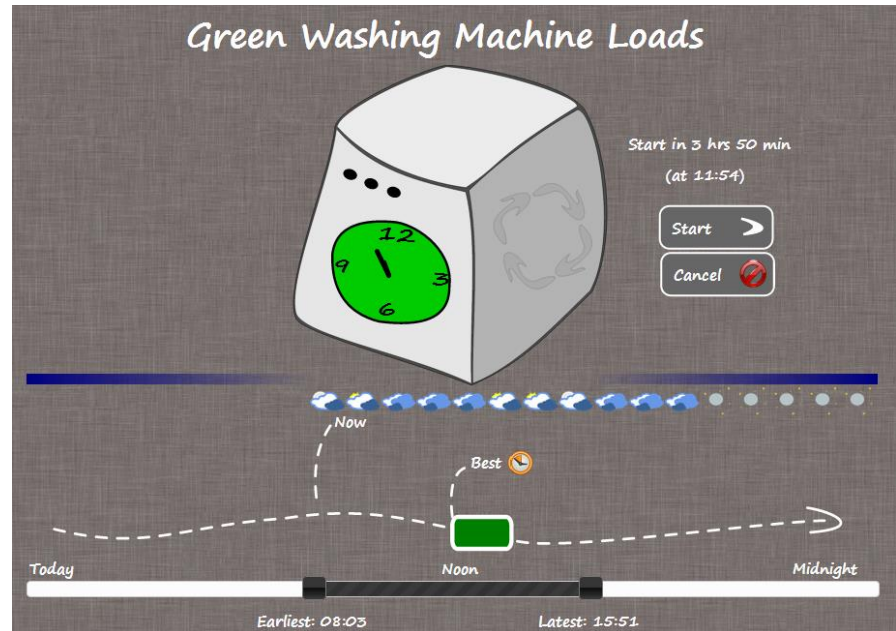 Green Washing Machine Loads
Start in 3 hrs 50 min
(at 11:54)
Start
Cancel
12
9
3
6
Now
Best
Today
Noon
Midnight
Earliest: 08:03
Latest: 15:51